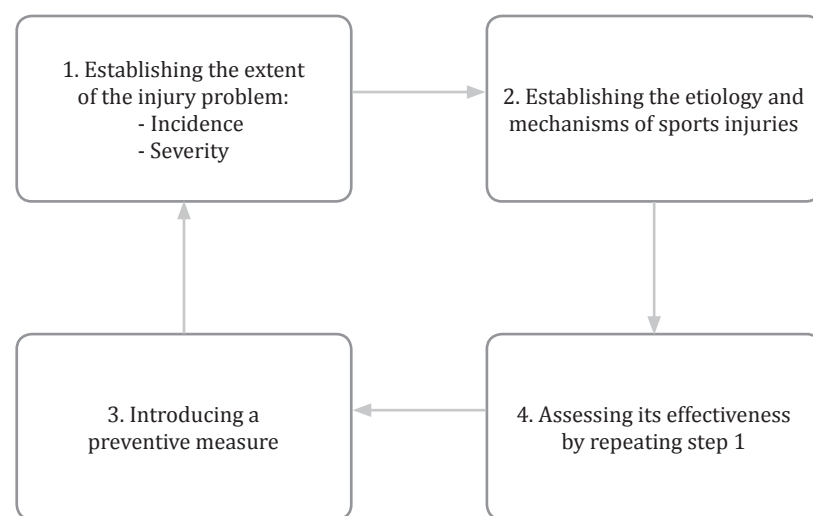 1. Establishing the extent
of the injury problem:
- Incidence
- Severity
2. Establishing the etiology and
mechanisms of sports injuries
3. Introducing a
preventive measure
4. Assessing its effectiveness
by repeating step 1